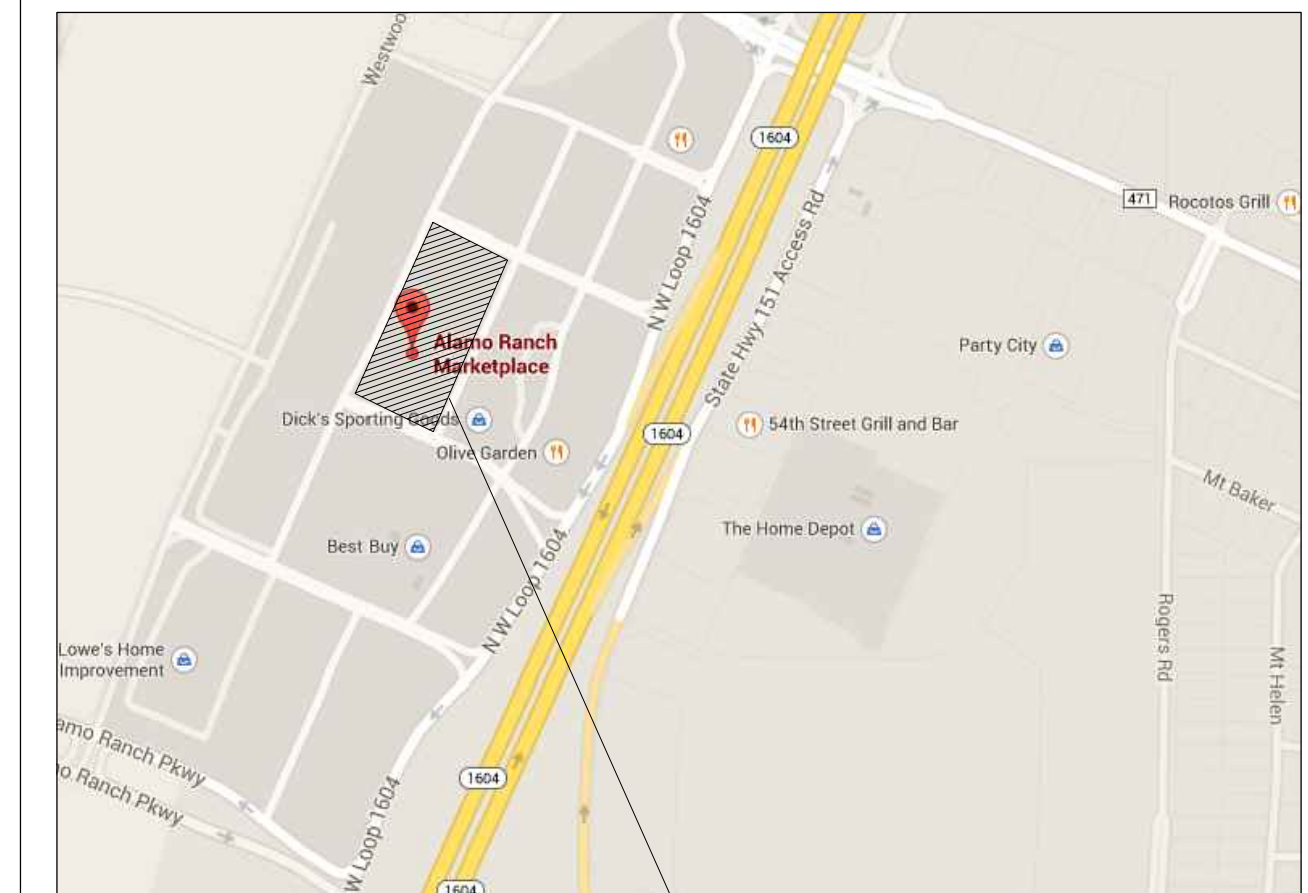 Westwoo
1604
N W Loop 1604
State Hwy 151 Access Rd
471
Rocotos Grill
Alamo Ranch
Marketplace
Party City
Dick's Sporting Goods
1604
54th Street Grill and Bar
Olive Garden
Mt Baker
The Home Depot
Best Buy
N W Loop 1604
Rogers Rd
Lowe's Home
Improvement
Mt Helen
amo Ranch Pkwy
o Ranch Pkwy
1604
W Loop 1604
1604